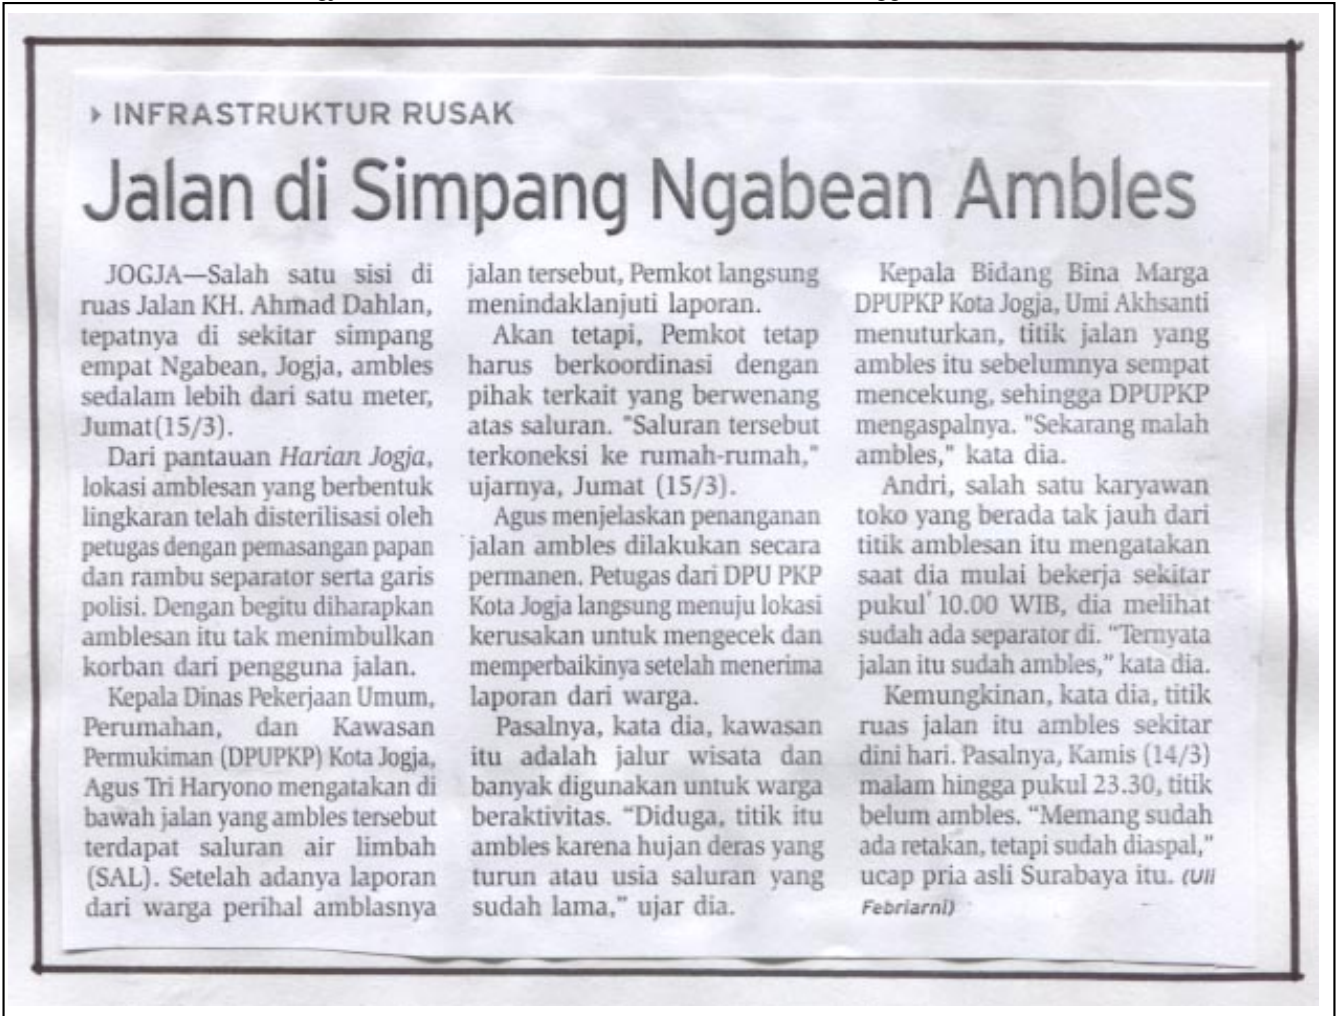 INFRASTRUKTUR RUSAK
Jalan di Simpang Ngabean Ambles
JOGJA—Salah satu sisi di
ruas Jalan KH. Ahmad Dahlan,
tepatnya di sekitar simpang
empat Ngabean, Jogja, ambles
sedalam lebih dari satu meter,
Jumat(15/3).
Dari pantauan Harian Jogja,
lokasi amblesan yang berbentuk
lingkaran telah disterilisasi oleh
petugas dengan pemasangan papan
dan rambu separator serta garis
polisi. Dengan begitu diharapkan
amblesan itu tak menimbulkan
korban dari pengguna jalan.
Kepala Dinas Pekerjaan Umum,
Perumahan, dan Kawasan
Permukiman (DPUPKP) Kota Jogja,
Agus Tri Haryono mengatakan di
bawah jalan yang ambles tersebut
terdapat saluran air limbah
(SAL). Setelah adanya laporan
dari warga perihal amblasnya
jalan tersebut, Pemkot langsung
menindaklanjuti laporan.
Akan tetapi, Pemkot tetap
harus berkoordinasi dengan
pihak terkait yang berwenang
atas saluran. "Saluran tersebut
terkoneksi ke rumah-rumah,"
ujarnya, Jumat (15/3).
Agus menjelaskan penanganan
jalan ambles dilakukan secara
permanen. Petugas dari DPU PKP
Kota Jogja langsung menuju lokasi
kerusakan untuk mengecek dan
memperbaikinya setelah menerima
laporan dari warga.
Pasalnya, kata dia, kawasan
itu adalah jalur wisata dan
banyak digunakan untuk warga
beraktivitas. "Diduga, titik itu
ambles karena hujan deras yang
turun atau usia saluran yang
sudah lama," ujar dia.
Kepala Bidang Bina Marga
DPUPKP Kota Jogja, Umi Akhsanti
menuturkan, titik jalan yang
ambles itu sebelumnya sempat
mencekung, sehingga DPUPKP
mengaspalnya. "Sekarang malah
ambles," kata dia.
Andri, salah satu karyawan
toko yang berada tak jauh dari
titik amblesan itu mengatakan
saat dia mulai bekerja sekitar
pukul 10.00 WIB, dia melihat
sudah ada separator di. "Ternyata
jalan itu sudah ambles," kata dia.
Kemungkinan, kata dia, titik
ruas jalan itu ambles sekitar
dini hari. Pasalnya, Kamis (14/3)
malam hingga pukul 23.30, titik
belum ambles. "Memang sudah
ada retakan, tetapi sudah diaspal,"
ucap pria asli Surabaya itu. (Uli
Febriarni)